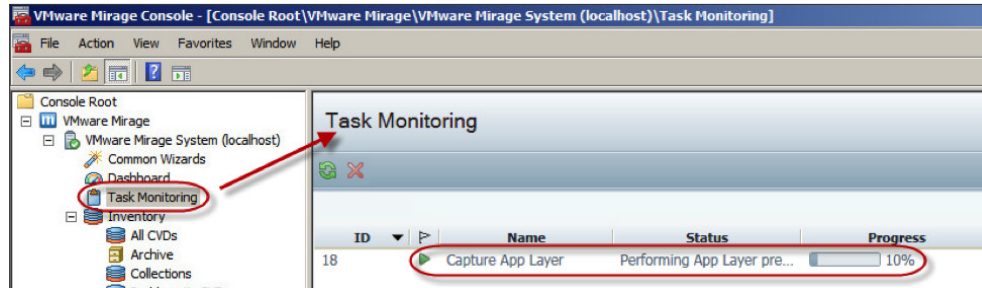 VMware Mirage Console - [Console Root\VMware Mirage\VMware Mirage System (localhost)\Task Monitoring]
File Action View Favorites Window Help
Console Root
VMware Mirage
VMware Mirage System (localhost)
Common Wizards
Dashboard
Task Monitoring
Inventory
All CVDs
Archive
Collections
Task Monitoring
ID Name Status Progress
18 Capture App Layer Performing App Layer pre... 10%